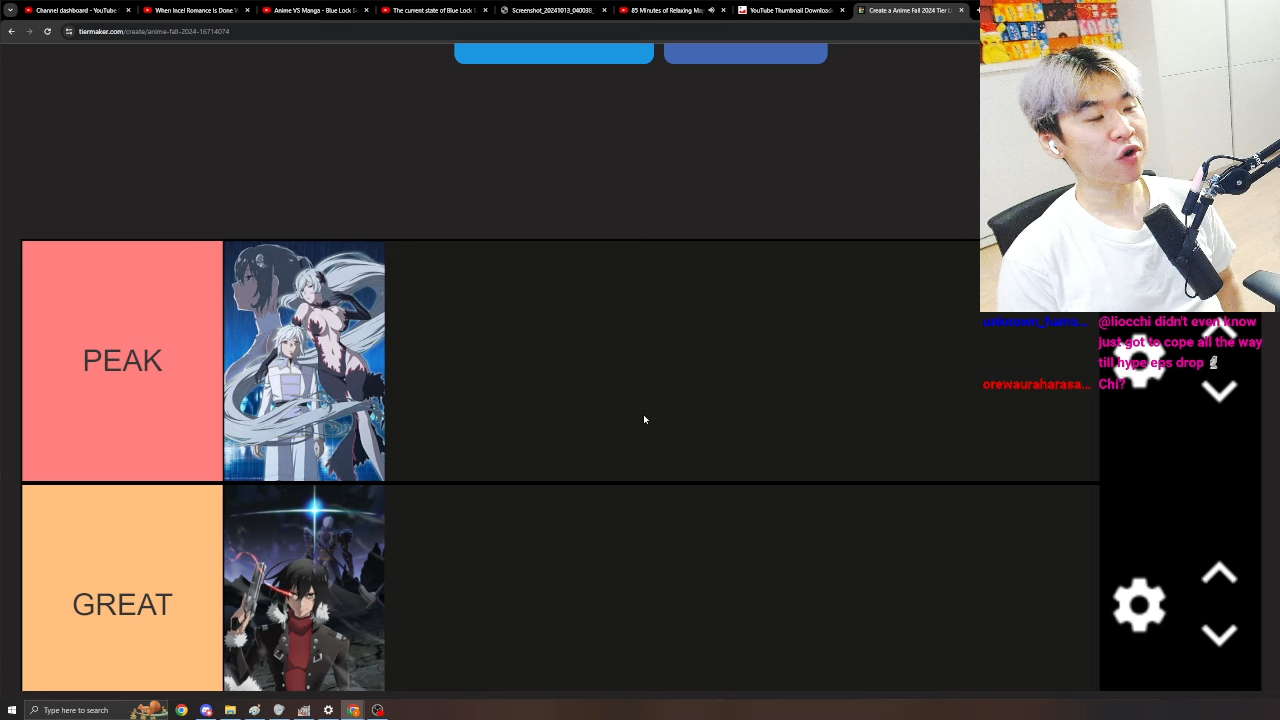 Channel dashboard - YouTube
When Incel Romance Is Done
Anime VS Manga - Blue Lock S
The current state of Blue Lock
Screenshot_20241013_040038_
85 Minutes of Relaxing Mu
YouTube Thumbnail Download
Create a Anime Fall 2024 Tier L
tiermaker.com/create/anime-fall-2024-16714074
PEAK
@liocchi didn't even know
just got to cope all the way
till hype eps drop
orewauraharasa... Chi?
GREAT
Type here to search